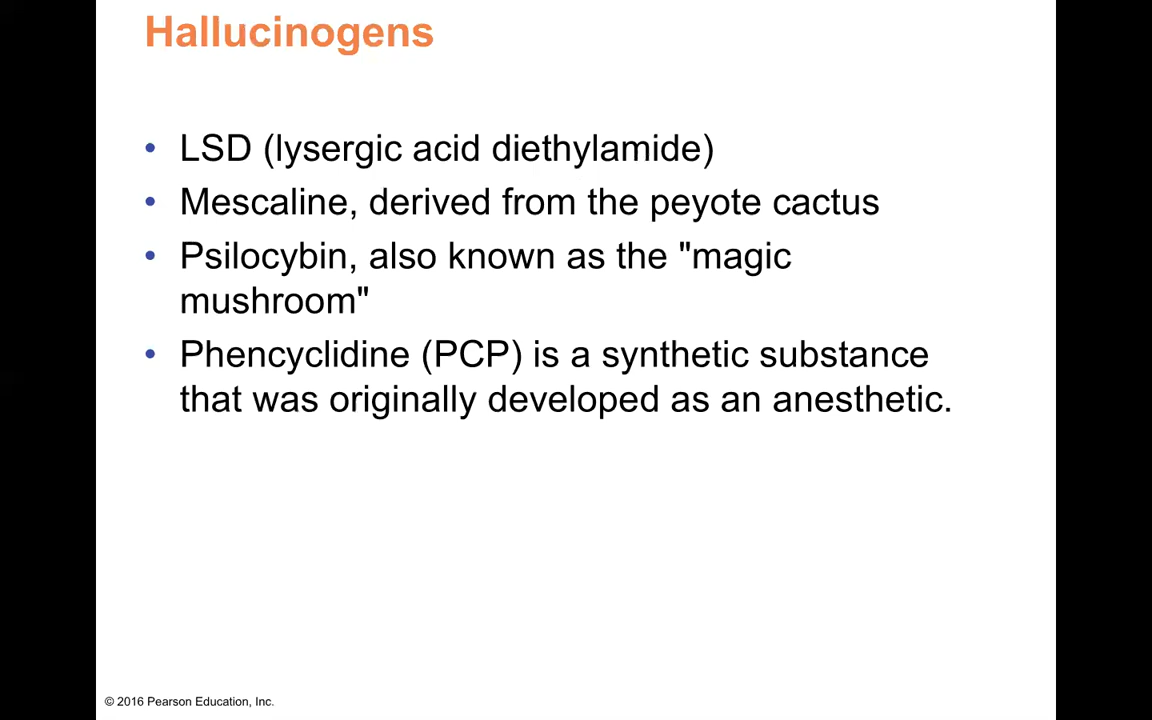 Hallucinogens
• LSD (lysergic acid diethylamide)
• Mescaline, derived from the peyote cactus
• Psilocybin, also known as the "magic
mushroom"
• Phencyclidine (PCP) is a synthetic substance
that was originally developed as an anesthetic.
© 2016 Pearson Education, Inc.